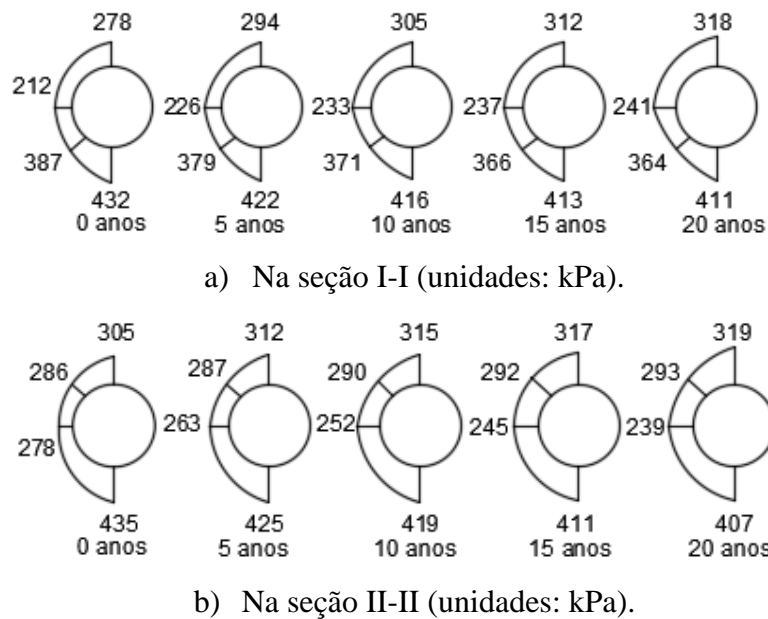 278 294 305 312 318
212 226 233 237 241
387 379 371 366 364
432 422 416 413 411
0 anos 5 anos 10 anos 15 anos 20 anos
a) Na seção I-I (unidades: kPa).
305 312 315 317 319
286 287 290 292 293
278 263 252 245 239
435 425 419 411 407
0 anos 5 anos 10 anos 15 anos 20 anos
b) Na seção II-II (unidades: kPa).